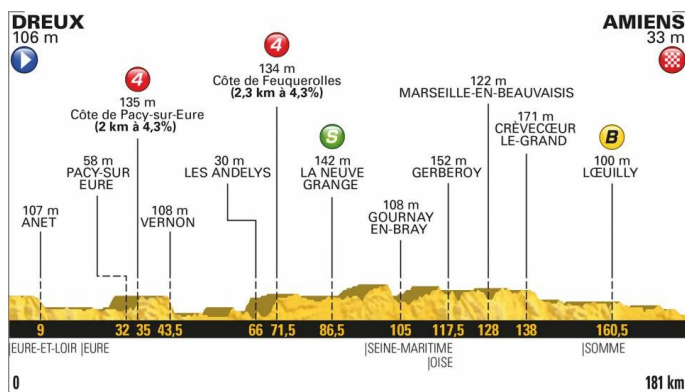 DREUX
106 m
AMIENS
33 m
4
135 m
Côte de Pacy-sur-Eure
(2 km à 4,3%)
4
134 m
Côte de Feuquerolles
(2,3 km à 4,3%)
122 m
MARSEILLE-EN-BEAUVAISIS
171 m
CRÈVECŒUR
LE-GRAND
S
B
58 m
PACY-SUR
EURE
30 m
LES ANDELYS
142 m
LA NEUVE
GRANGE
152 m
GERBEROY
100 m
LŒUILLY
107 m
ANET
108 m
VERNON
108 m
GOURNAY
EN-BRAY
9 32 35 43,5 66 71,5 86,5 105 117,5 128 138 160,5
|EURE-ET-LOIR |EURE |SEINE-MARITIME |SOMME
|OISE
0 181 km